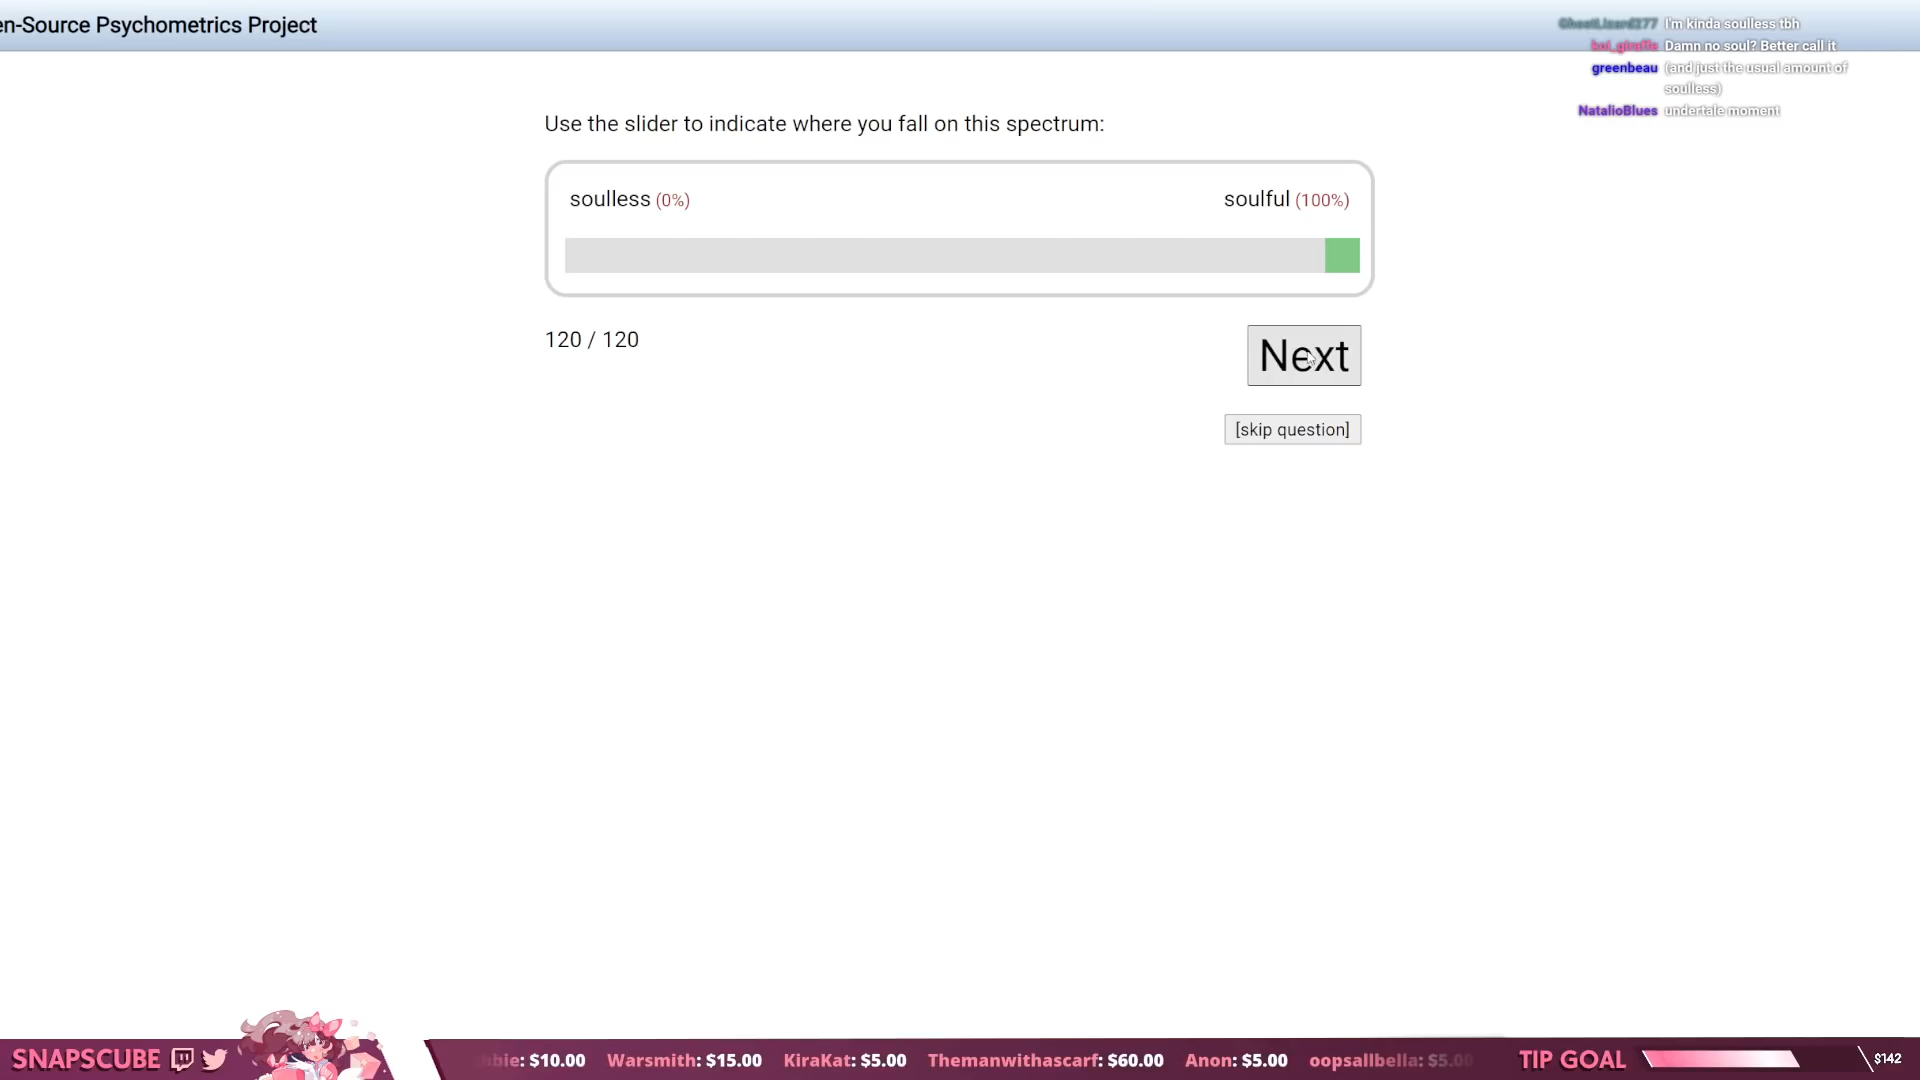 en-Source Psychometrics Project
I'm kinda soulless tbh
koi_giraffe Damn no soul? Better call it
greenbeau (and just the usual amount of
soulless)
NatalioBlues undertale moment
Use the slider to indicate where you fall on this spectrum:
soulless (0%) soulful (100%)
120 / 120
Next
[skip question]
SNAPSCUBE
bie: $10.00 Warsmith: $15.00 KiraKat: $5.00 Themanwithascarf: $60.00 Anon: $5.00 oopsallbella: $5.00
TIP GOAL $142